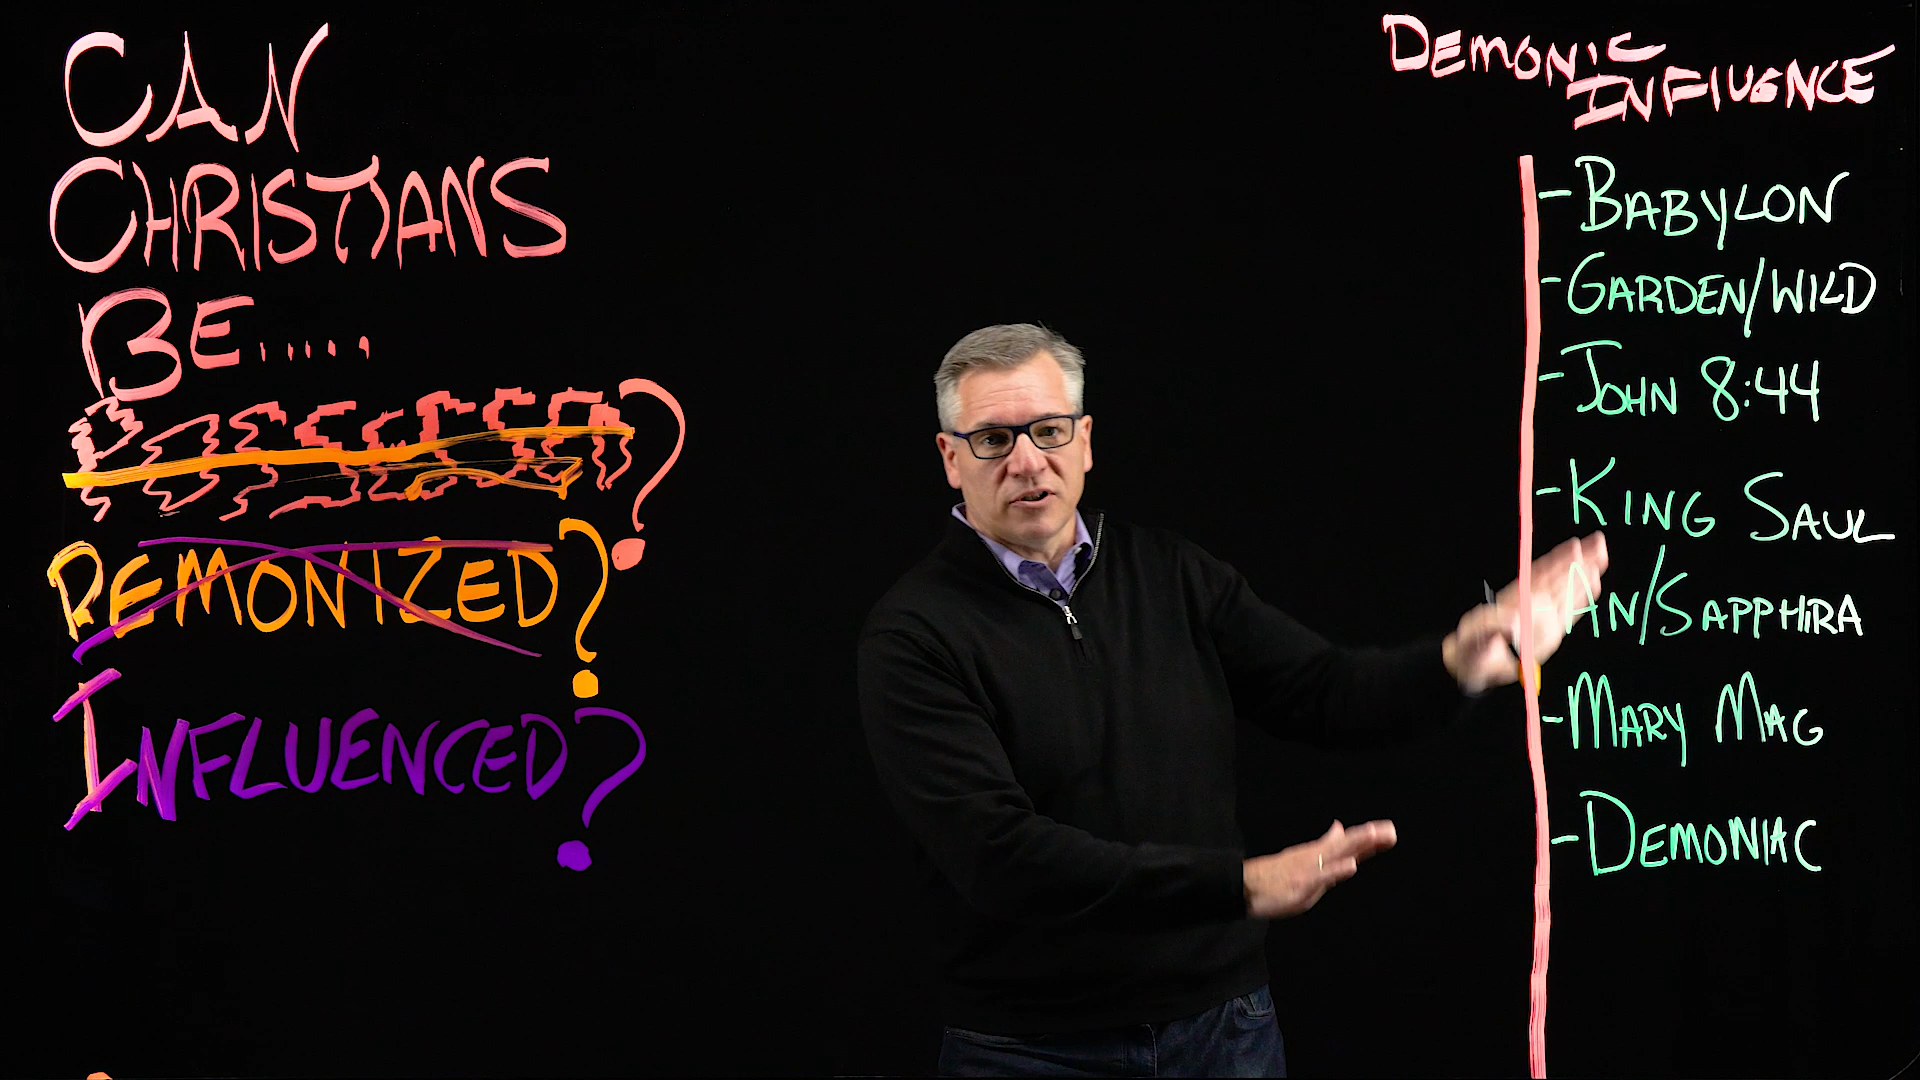 CAN
CHRISTIANS
BE.....
?
DEMONIZED?
INFLUENCED?
DEMONIC
INFLUENCE
-BABYLON
-GARDEN/WILD
-JOHN 8:44
-KING SAUL
-AN/SAPPHIRA
-MARY MAG
-DEMONIAC